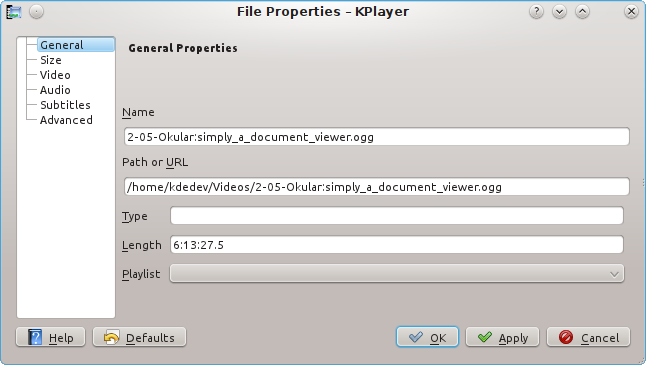 File Properties – KPlayer
General
Size
Video
Audio
Subtitles
Advanced
General Properties
Name
2-05-Okular:simply_a_document_viewer.ogg
Path or URL
/home/kdedev/Videos/2-05-Okular:simply_a_document_viewer.ogg
Type
Length 6:13:27.5
Playlist
Help Defaults OK Apply Cancel